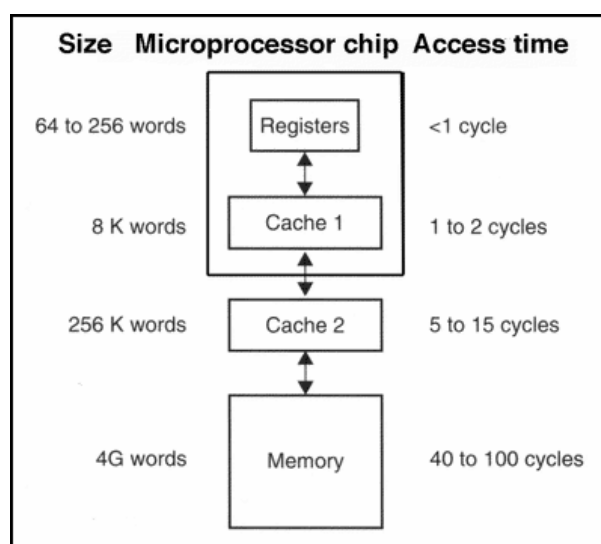 Size Microprocessor chip Access time
64 to 256 words Registers <1 cycle
8 K words Cache 1 1 to 2 cycles
256 K words Cache 2 5 to 15 cycles
4G words Memory 40 to 100 cycles